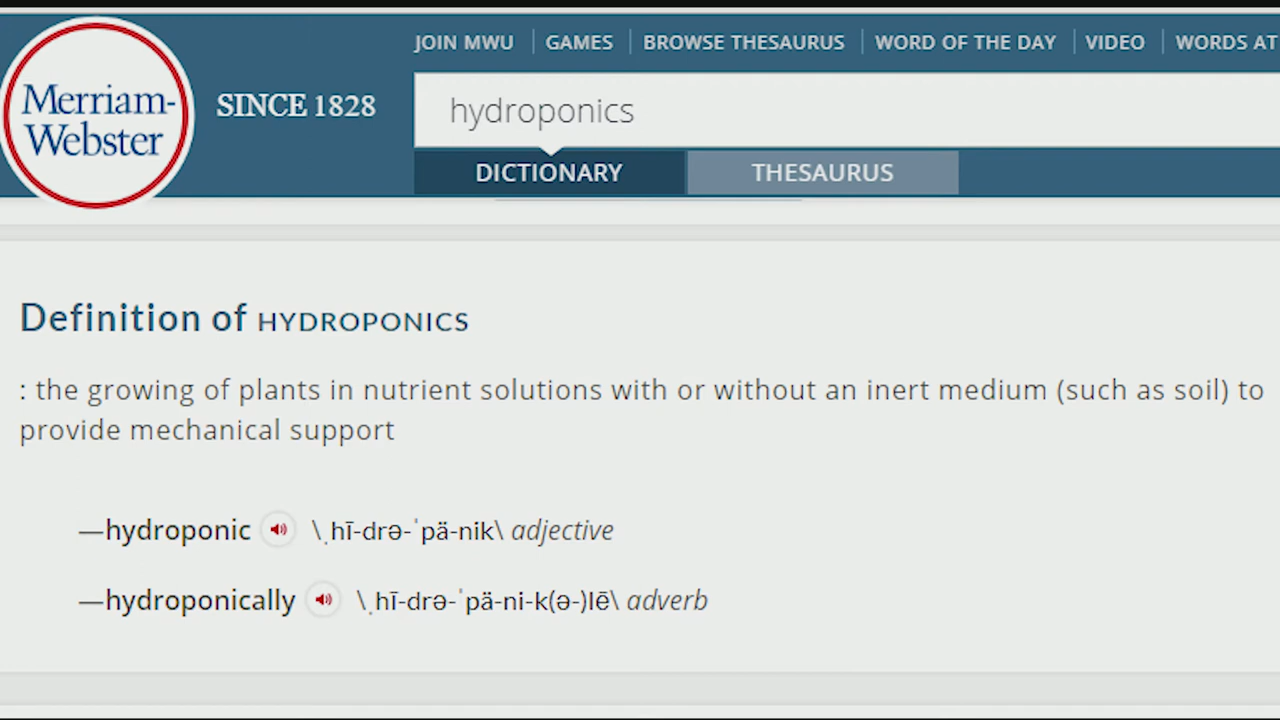 Merriam-
Webster
SINCE 1828
JOIN MWU GAMES BROWSE THESAURUS WORD OF THE DAY VIDEO WORDS AT
hydroponics
DICTIONARY THESAURUS
Definition of HYDROPONICS
: the growing of plants in nutrient solutions with or without an inert medium (such as soil) to
provide mechanical support
—hydroponic \ˌhī-drə-ˈpä-nik\ adjective
—hydroponically \ˌhī-drə-ˈpä-ni-k(ə-)lē\ adverb